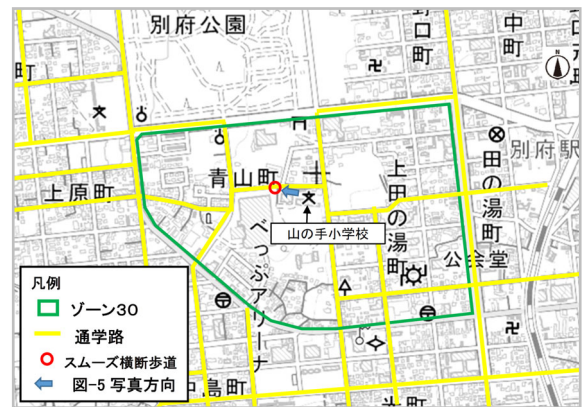 別府公園
野口町
中町
町
N
別府駅
青山町
上原町
上田の湯町
田の湯町
山の手小学校
べっぷアリーナ
公会堂
凡例
ゾーン30
通学路
スムーズ横断歩道
図-5 写真方向
中島町